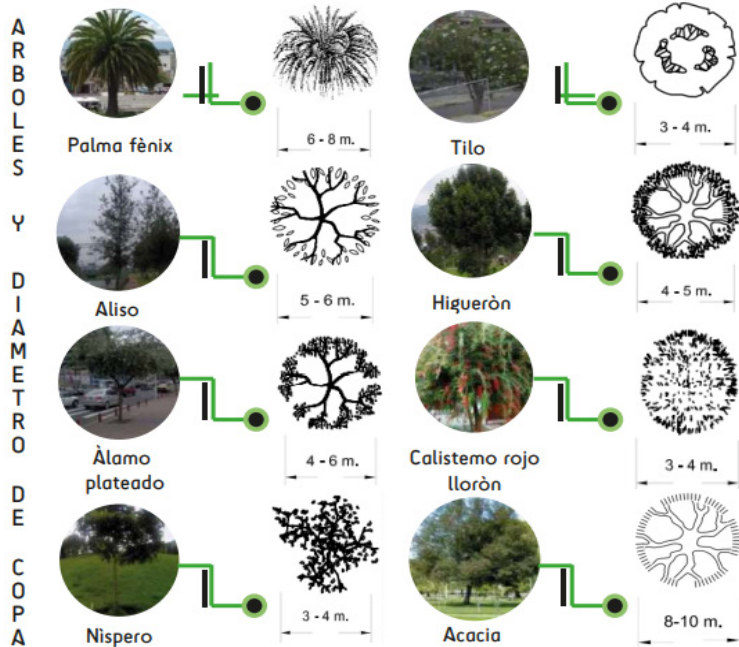 ARBOLES Y DIAMETRO DE COPA
Palma fènix
6 - 8 m.
Tilo
3 - 4 m.
Aliso
5 - 6 m.
Higueròn
4 - 5 m.
Àlamo
plateado
4 - 6 m.
Calistemo rojo
lloròn
3 - 4 m.
Nìspero
3 - 4 m.
Acacia
8-10 m.